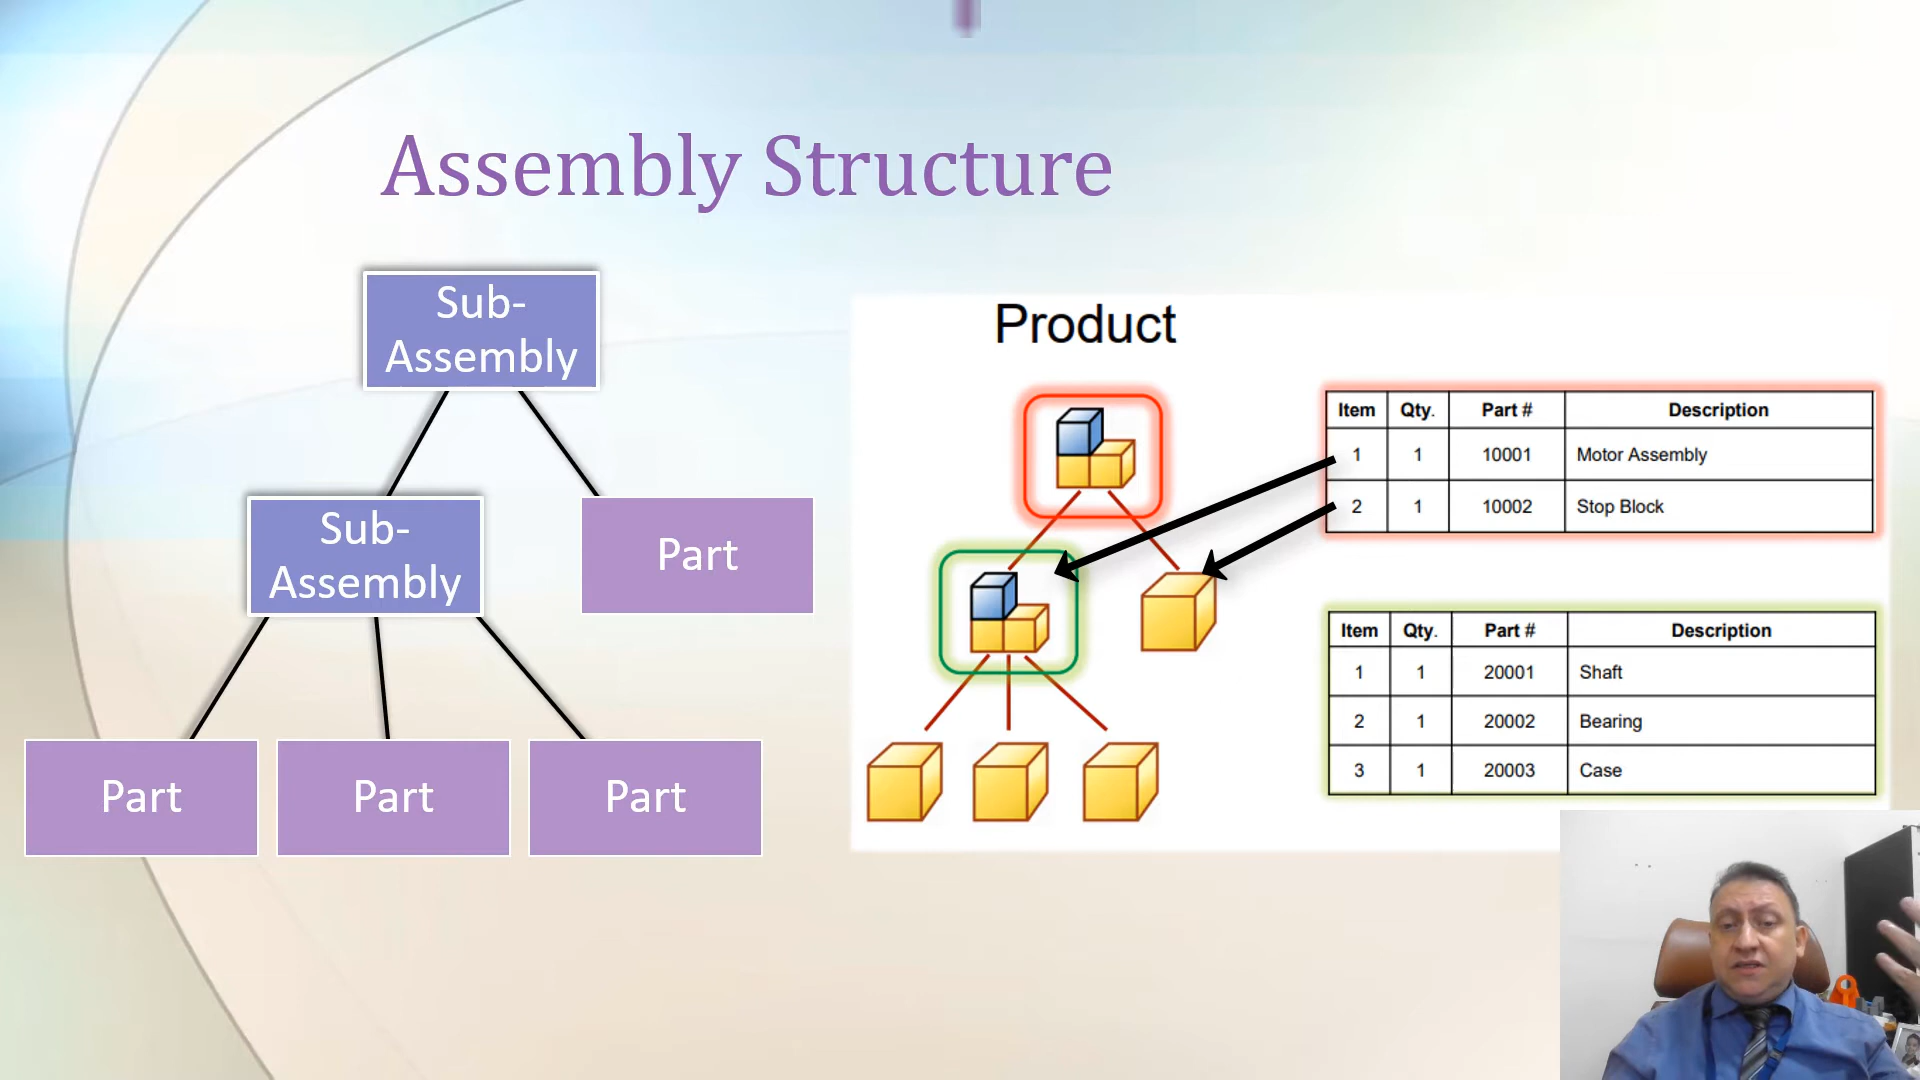 Assembly Structure
Sub-
Assembly
Sub-
Assembly
Part
Part
Part
Part
Product
Item Qty. Part # Description
1 1 10001 Motor Assembly
2 1 10002 Stop Block
Item Qty. Part # Description
1 1 20001 Shaft
2 1 20002 Bearing
3 1 20003 Case